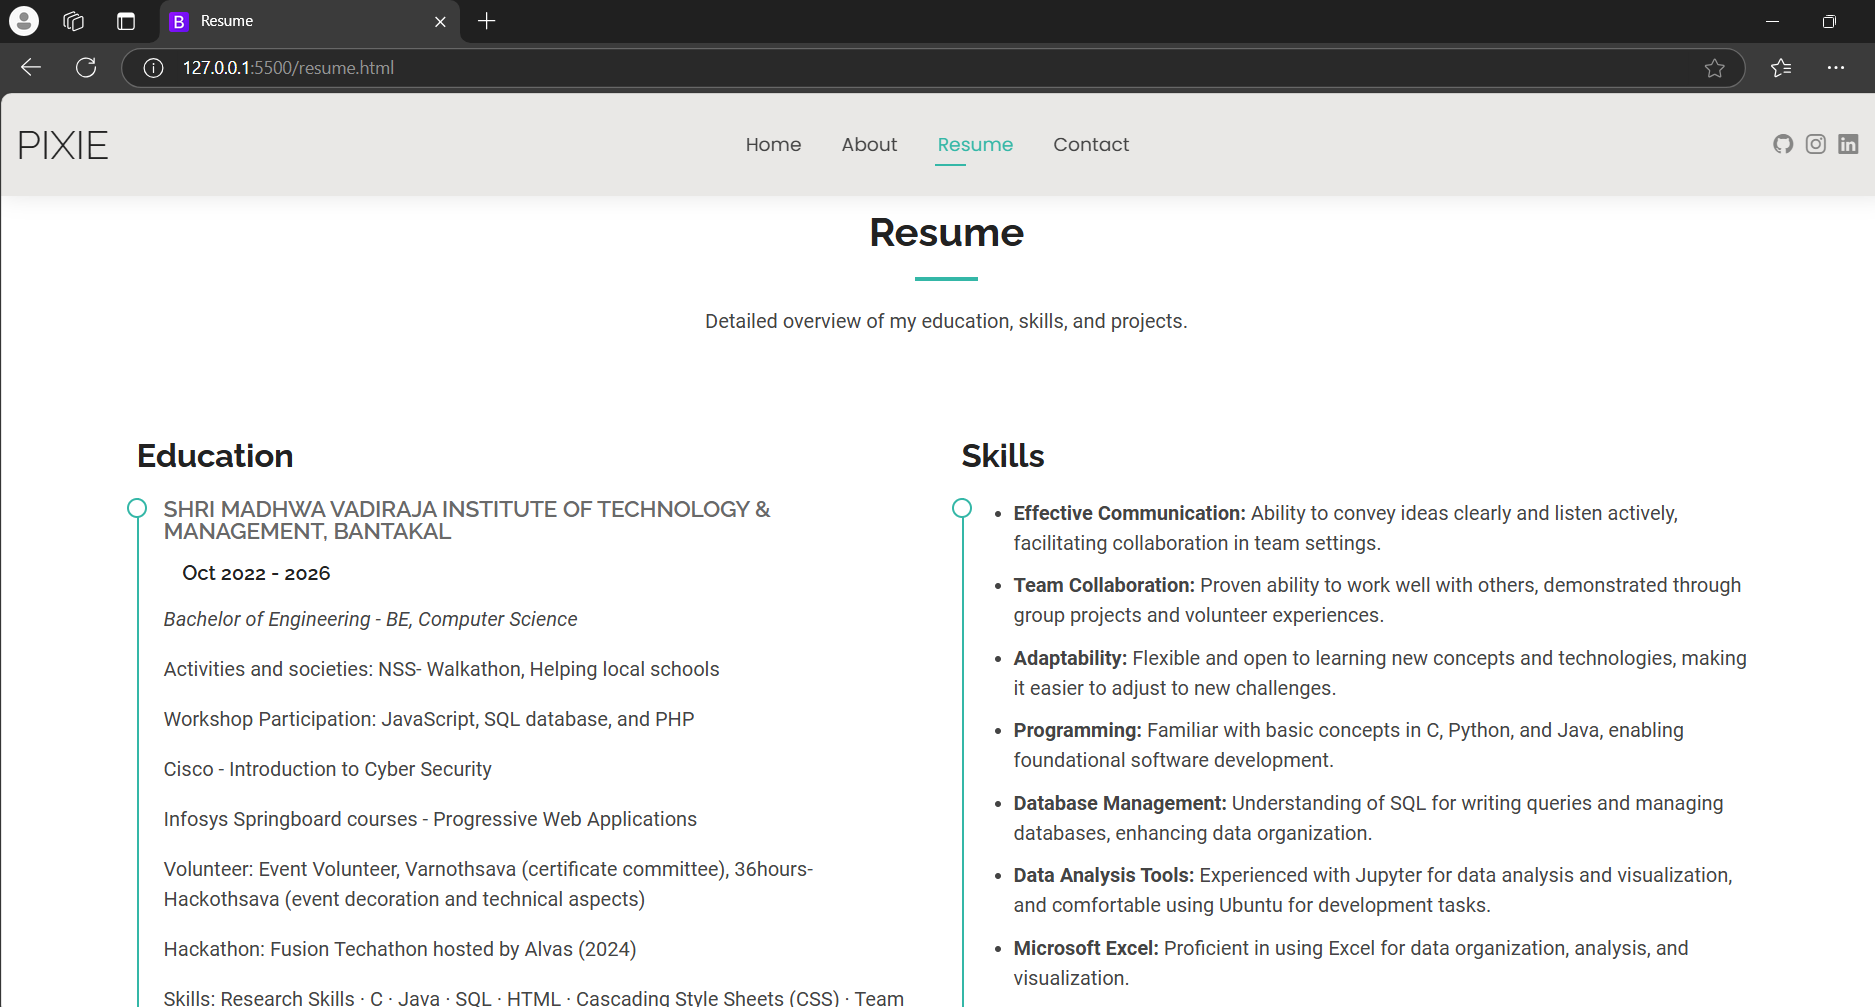 Resume
127.0.0.1:5500/resume.html
PIXIE
Home
About
Resume
Contact
Resume
Detailed overview of my education, skills, and projects.
Education
SHRI MADHWA VADIRAJA INSTITUTE OF TECHNOLOGY &
MANAGEMENT, BANTAKAL
Oct 2022 - 2026
Bachelor of Engineering - BE, Computer Science
Activities and societies: NSS- Walkathon, Helping local schools
Workshop Participation: JavaScript, SQL database, and PHP
Cisco - Introduction to Cyber Security
Infosys Springboard courses - Progressive Web Applications
Volunteer: Event Volunteer, Varnothsava (certificate committee), 36hours-
Hackothsava (event decoration and technical aspects)
Hackathon: Fusion Techathon hosted by Alvas (2024)
Skills: Research Skills · C · Java · SQL · HTML · Cascading Style Sheets (CSS) · Team
Skills
• Effective Communication: Ability to convey ideas clearly and listen actively,
facilitating collaboration in team settings.
• Team Collaboration: Proven ability to work well with others, demonstrated through
group projects and volunteer experiences.
• Adaptability: Flexible and open to learning new concepts and technologies, making
it easier to adjust to new challenges.
• Programming: Familiar with basic concepts in C, Python, and Java, enabling
foundational software development.
• Database Management: Understanding of SQL for writing queries and managing
databases, enhancing data organization.
• Data Analysis Tools: Experienced with Jupyter for data analysis and visualization,
and comfortable using Ubuntu for development tasks.
• Microsoft Excel: Proficient in using Excel for data organization, analysis, and
visualization.